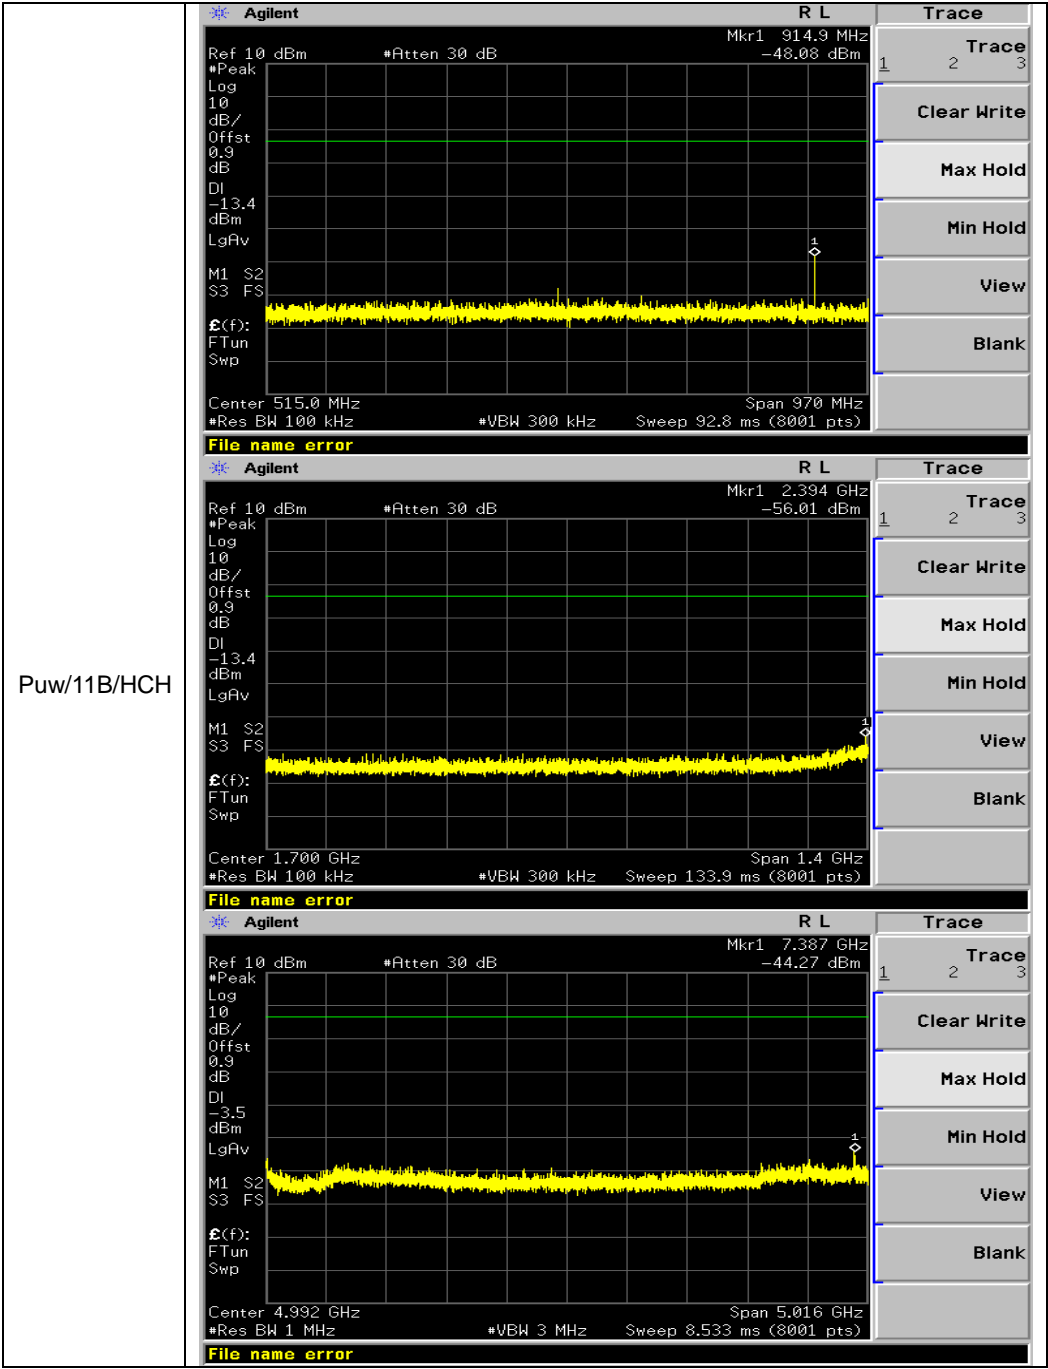 Puw/11B/HCH
Agilent R L Trace
Mkr1 914.9 MHz
Ref 10 dBm #Atten 30 dB -48.08 dBm
#Peak
Log
10
dB/
Offst
0.9
dB
DI
-13.4
dBm
LgAv
M1 S2
S3 FS
£(f):
FTun
Swp
1
Center 515.0 MHz Span 970 MHz
#Res BW 100 kHz #VBW 300 kHz Sweep 92.8 ms (8001 pts)
File name error
Trace
1 2 3
Clear Write
Max Hold
Min Hold
View
Blank
Agilent R L Trace
Mkr1 2.394 GHz
Ref 10 dBm #Atten 30 dB -56.01 dBm
#Peak
Log
10
dB/
Offst
0.9
dB
DI
-13.4
dBm
LgAv
M1 S2
S3 FS
£(f):
FTun
Swp
1
Center 1.700 GHz Span 1.4 GHz
#Res BW 100 kHz #VBW 300 kHz Sweep 133.9 ms (8001 pts)
File name error
Trace
1 2 3
Clear Write
Max Hold
Min Hold
View
Blank
Agilent R L Trace
Mkr1 7.387 GHz
Ref 10 dBm #Atten 30 dB -44.27 dBm
#Peak
Log
10
dB/
Offst
0.9
dB
DI
-3.5
dBm
LgAv
M1 S2
S3 FS
£(f):
FTun
Swp
1
Center 4.992 GHz Span 5.016 GHz
#Res BW 1 MHz #VBW 3 MHz Sweep 8.533 ms (8001 pts)
File name error
Trace
1 2 3
Clear Write
Max Hold
Min Hold
View
Blank